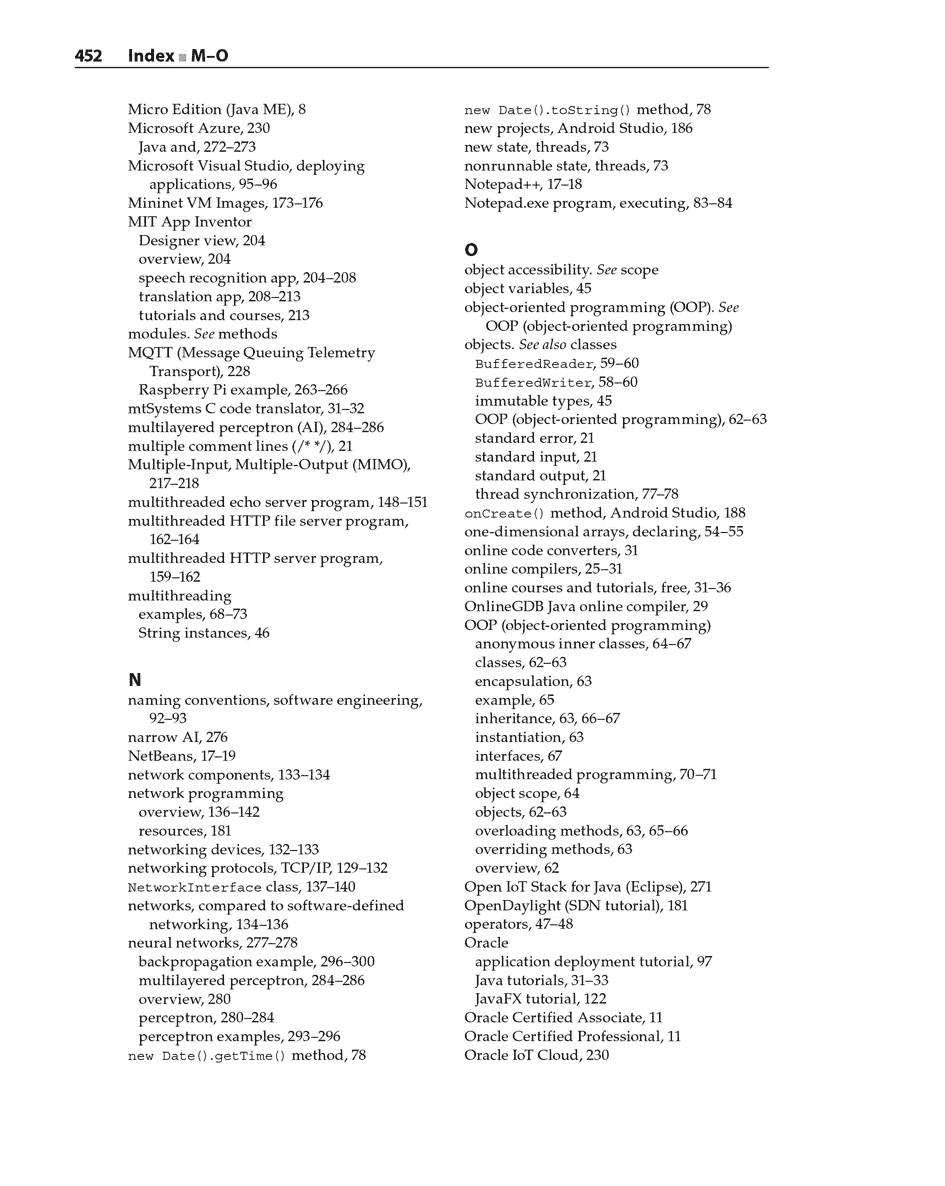 452 Index ■ M–O
Micro Edition (Java ME), 8
Microsoft Azure, 230
Java and, 272–273
Microsoft Visual Studio, deploying
applications, 95–96
Mininet VM Images, 173–176
MIT App Inventor
Designer view, 204
overview, 204
speech recognition app, 204–208
translation app, 208–213
tutorials and courses, 213
modules. See methods
MQTT (Message Queuing Telemetry
Transport), 228
Raspberry Pi example, 263–266
mtSystems C code translator, 31–32
multilayered perceptron (AI), 284–286
multiple comment lines (/* */), 21
Multiple-Input, Multiple-Output (MIMO),
217–218
multithreaded echo server program, 148–151
multithreaded HTTP file server program,
162–164
multithreaded HTTP server program,
159–162
multithreading
examples, 68–73
String instances, 46
N
naming conventions, software engineering,
92–93
narrow AI, 276
NetBeans, 17–19
network components, 133–134
network programming
overview, 136–142
resources, 181
networking devices, 132–133
networking protocols, TCP/IP, 129–132
NetworkInterface class, 137–140
networks, compared to software-defined
networking, 134–136
neural networks, 277–278
backpropagation example, 296–300
multilayered perceptron, 284–286
overview, 280
perceptron, 280–284
perceptron examples, 293–296
new Date().getTime() method, 78
new Date().toString() method, 78
new projects, Android Studio, 186
new state, threads, 73
nonrunnable state, threads, 73
Notepad++, 17–18
Notepad.exe program, executing, 83–84
O
object accessibility. See scope
object variables, 45
object-oriented programming (OOP). See
OOP (object-oriented programming)
objects. See also classes
BufferedReader, 59–60
BufferedWriter, 58–60
immutable types, 45
OOP (object-oriented programming), 62–63
standard error, 21
standard input, 21
standard output, 21
thread synchronization, 77–78
onCreate() method, Android Studio, 188
one-dimensional arrays, declaring, 54–55
online code converters, 31
online compilers, 25–31
online courses and tutorials, free, 31–36
OnlineGDB Java online compiler, 29
OOP (object-oriented programming)
anonymous inner classes, 64–67
classes, 62–63
encapsulation, 63
example, 65
inheritance, 63, 66–67
instantiation, 63
interfaces, 67
multithreaded programming, 70–71
object scope, 64
objects, 62–63
overloading methods, 63, 65–66
overriding methods, 63
overview, 62
Open IoT Stack for Java (Eclipse), 271
OpenDaylight (SDN tutorial), 181
operators, 47–48
Oracle
application deployment tutorial, 97
Java tutorials, 31–33
JavaFX tutorial, 122
Oracle Certified Associate, 11
Oracle Certified Professional, 11
Oracle IoT Cloud, 230